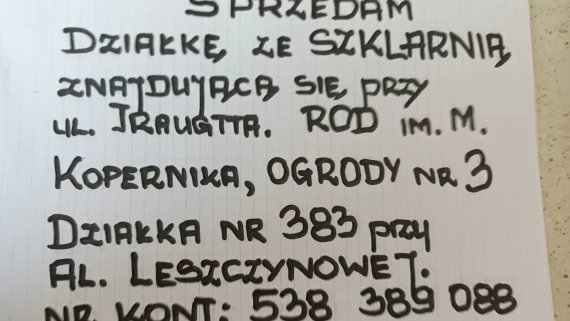 SPRZEDAM
DZIAŁKĘ, ZE SZKLARNIĄ,
ZNAJDUJĄCĄ SIĘ, PRZY
UL. TRAUGTTA. ROD IM. M.
KOPERNIKA, OGRODY NR 3
DZIAŁKA NR 383 przy
AL. LESZCZYNOWEJ.
NR KONT: 538 389 088